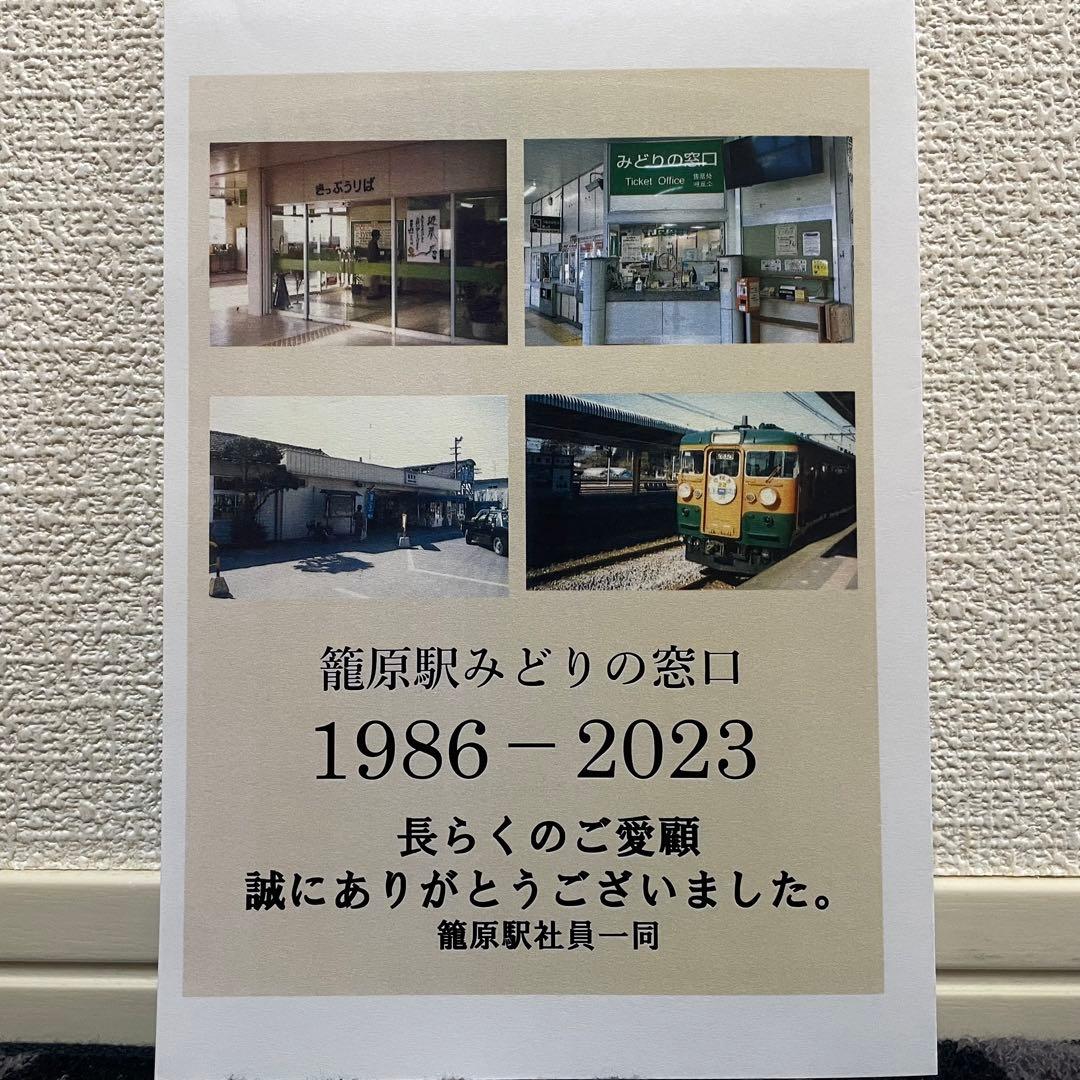 きっぷうりば
みどりの窓口
Ticket Office
籠原駅みどりの窓口
1986－2023
長らくのご愛顧
誠にありがとうございました。
籠原駅社員一同